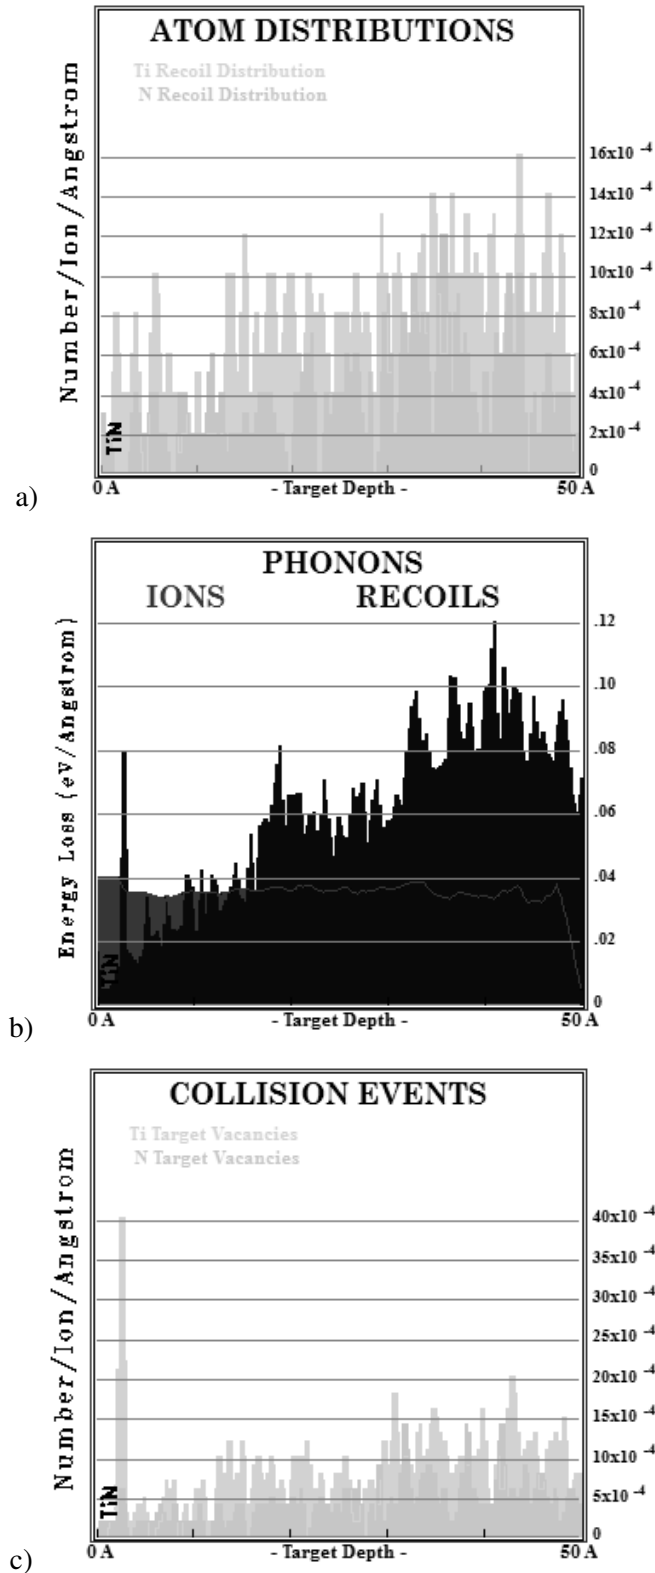 ATOM DISTRIBUTIONS
Ti Recoil Distribution
N Recoil Distribution
Number/Ion/Angstrom
16x10 -4
14x10 -4
12x10 -4
10x10 -4
8x10 -4
6x10 -4
4x10 -4
2x10 -4
0
TiN
0 A
- Target Depth -
50 A
a)
PHONONS
IONS
RECOILS
Energy Loss (eV/Angstrom)
.12
.10
.08
.06
.04
.02
0
TiN
0 A
- Target Depth -
50 A
b)
COLLISION EVENTS
Ti Target Vacancies
N Target Vacancies
Number/Ion/Angstrom
40x10 -4
35x10 -4
30x10 -4
25x10 -4
20x10 -4
15x10 -4
10x10 -4
5x10 -4
0
TiN
0 A
- Target Depth -
50 A
c)